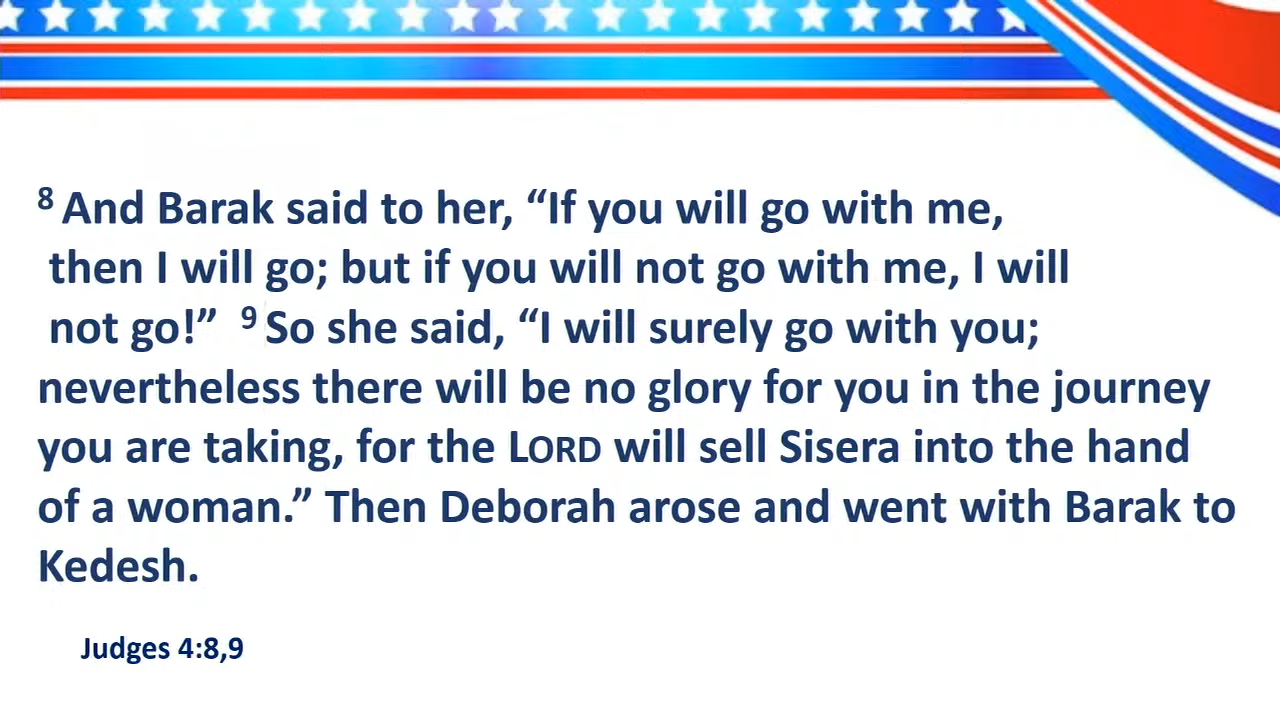 8 And Barak said to her, “If you will go with me,
then I will go; but if you will not go with me, I will
not go!” 9 So she said, “I will surely go with you;
nevertheless there will be no glory for you in the journey
you are taking, for the LORD will sell Sisera into the hand
of a woman.” Then Deborah arose and went with Barak to
Kedesh.
Judges 4:8,9